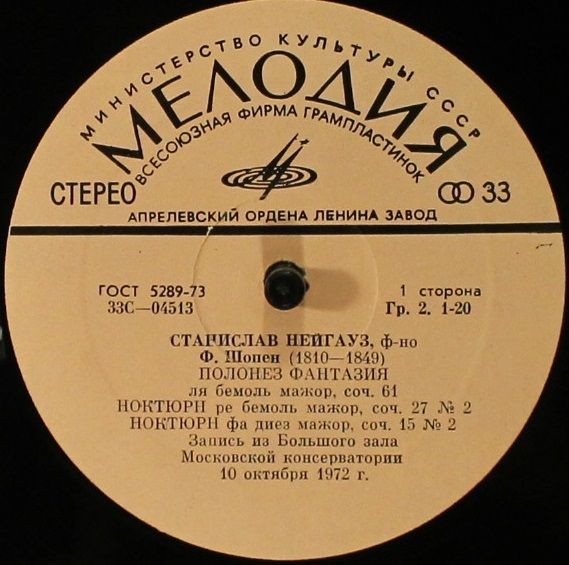 МИНИСТЕРСТВО КУЛЬТУРЫ СССР
МЕЛОДИЯ
ВСЕСОЮЗНАЯ ФИРМА ГРАМПЛАСТИНОК
СТЕРЕО
33
АПРЕЛЕВСКИЙ ОРДЕНА ЛЕНИНА ЗАВОД
ГОСТ 5289-73
33С—04513
1 сторона
Гр. 2. 1-20
СТАНИСЛАВ НЕЙГАУЗ, ф-но
Ф. Шопен (1810—1849)
ПОЛОНЕЗ ФАНТАЗИЯ
ля бемоль мажор, соч. 61
НОКТЮРН ре бемоль мажор, соч. 27 № 2
НОКТЮРН фа диез мажор, соч. 15 № 2
Запись из Большого зала
Московской консерватории
10 октября 1972 г.